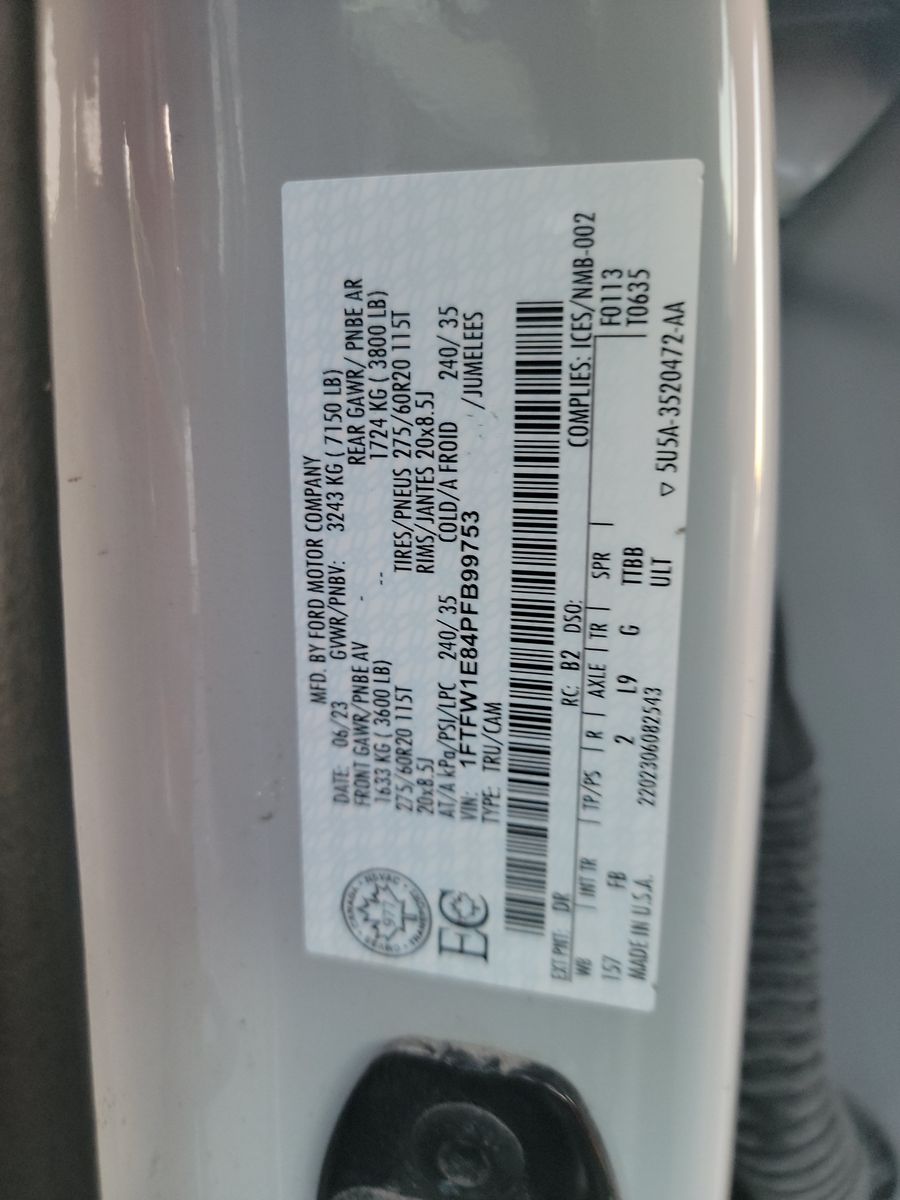 MFD. BY FORD MOTOR COMPANY
DATE: 06/23 GVWR/PNBV: 3243 KG ( 7150 LB)
FRONT GAWR/PNBE AV REAR GAWR/ PNBE AR
1633 KG ( 3600 LB) - -- 1724 KG ( 3800 LB)
275/60R20 115T TIRES/PNEUS 275/60R20 115T
20x8.5J RIMS/JANTES 20x8.5J
AT/A kPa/PSI/LPC 240/ 35 COLD/A FROID 240/ 35
VIN: 1FTFW1E84PFB99753 /JUMELEES
TYPE: TRU/CAM
CANADA
977
EC
EXT PNT: DR RC: B2 DSO: COMPLIES: ICES/NMB-002
WB INT TR TP/PS R AXLE TR SPR F0113
157 FB 2 L9 G TTBB T0635
ULT
MADE IN U.S.A. 2202306082543 ▽ 5U5A-3520472-AA